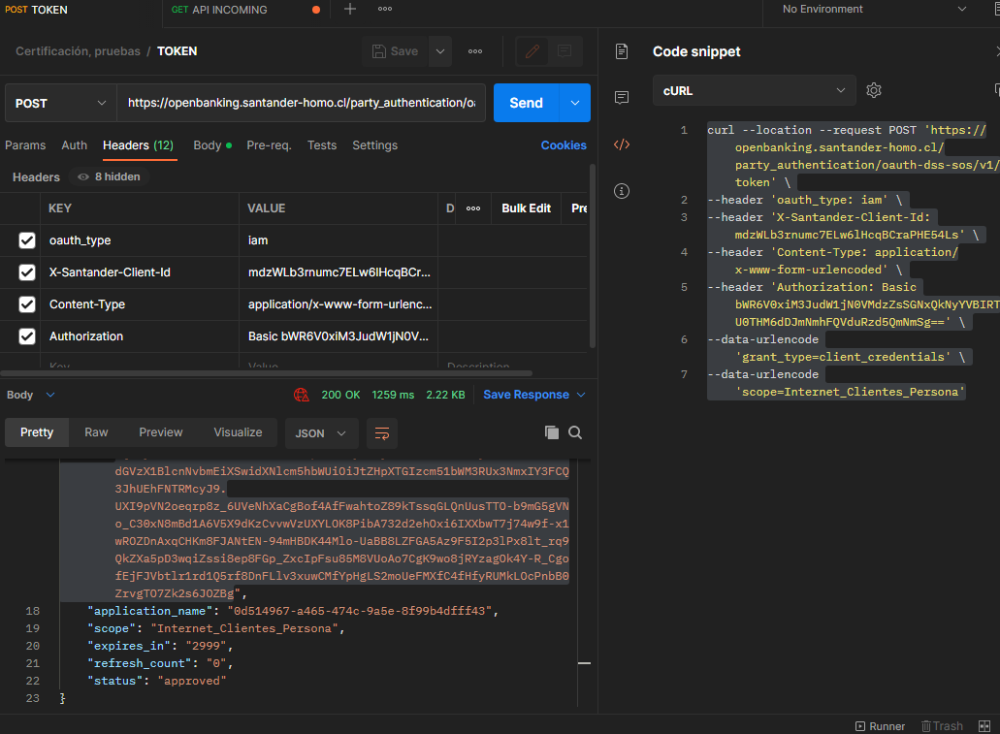 POST TOKEN
GET API INCOMING
No Environment
Certificación, pruebas / TOKEN
Save
POST
https://openbanking.santander-homo.cl/party_authentication/oa
Send
Params Auth Headers (12) Body Pre-req. Tests Settings Cookies
Headers 8 hidden
KEY VALUE D Bulk Edit Pre
oauth_type iam
X-Santander-Client-Id mdzWLb3rnumc7ELw6lHcqBCr...
Content-Type application/x-www-form-urlenc...
Authorization Basic bWR6V0xiM3JudW1jN0V...
Key Value Description
Body 200 OK 1259 ms 2.22 KB Save Response
Pretty Raw Preview Visualize JSON
dGVzX1BlcnNvbmEiXSwidXNlcm5hbWUiOiJtZHpXTGIzcm51bWM3RUx3NmxIY3FCQ
3JhUEhFNTRMcyJ9.
UXI9pVN2oeqrp8z_6UVeNhXaCgBof4AfFwahtoZ89kTssqGLQnUusTTO-b9mG5gVN
o_C30xN8mBd1A6V5X9dKzCvvwVzUXYLOK8PibA732d2ehOxi6IXXbwT7j74w9f-x1
wROZDnAxqCHKm8FJANtEN-94mHBDK44Mlo-UaBB8LZFGA5Az9F5I2p3lPx8lt_rq9
QkZXa5pD3wqiZssi8ep8FGp_ZxcIpFsu85M8VUoAo7CgK9wo8jRYzagOk4Y-R_Cgo
fEjFJVbtlr1rd1Q5rf8DnFLlv3xuwCMfYpHgLS2moUeFMXfC4fHfyRUMkLOcPnbB0
ZrvgTO7Zk2s6JOZBg",
18 "application_name": "0d514967-a465-474c-9a5e-8f99b4dfff43",
19 "scope": "Internet_Clientes_Persona",
20 "expires_in": "2999",
21 "refresh_count": "0",
22 "status": "approved"
23 }
Code snippet
cURL
1 curl --location --request POST 'https://
openbanking.santander-homo.cl/
party_authentication/oauth-dss-sos/v1/
token' \
2 --header 'oauth_type: iam' \
3 --header 'X-Santander-Client-Id:
mdzWLb3rnumc7ELw6lHcqBCraPHE54Ls' \
4 --header 'Content-Type: application/
x-www-form-urlencoded' \
5 --header 'Authorization: Basic
bWR6V0xiM3JudW1jN0VMdzZsSGNxQkNyYVBIRT
U0THM6dDJmNmhFQVduRzd5QmNmSg==' \
6 --data-urlencode
'grant_type=client_credentials' \
7 --data-urlencode
'scope=Internet_Clientes_Persona'
Runner Trash